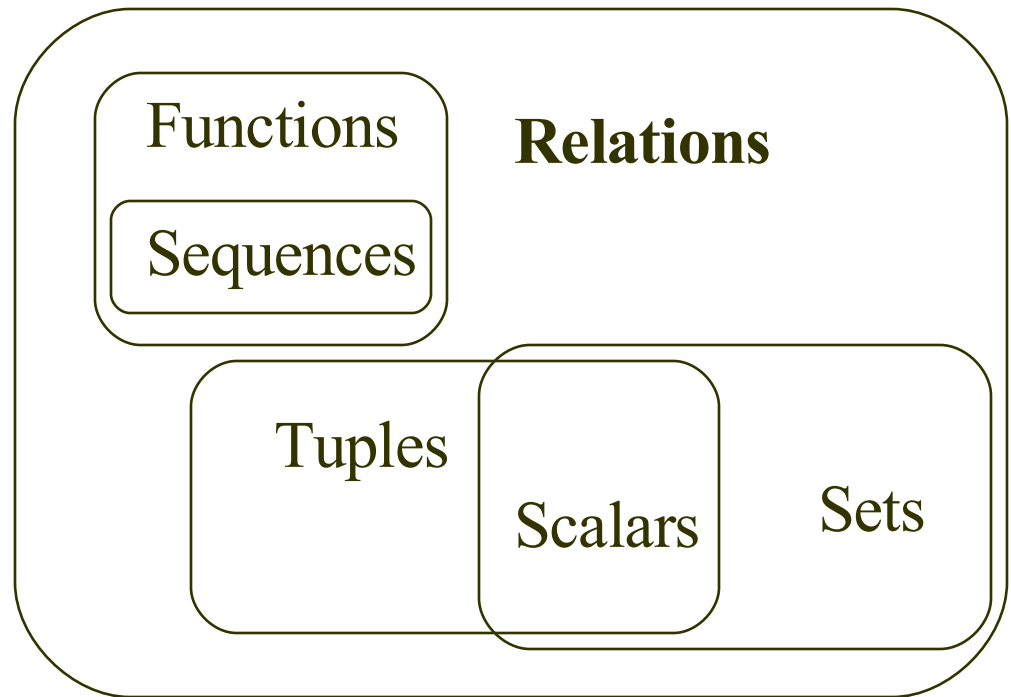 Functions
Relations
Sequences
Tuples
Scalars
Sets